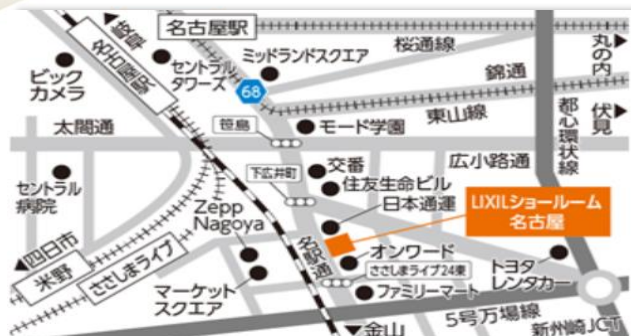 名古屋駅
岐阜
名古屋駅
ビック
カメラ
セントラル
タワーズ
ミッドランドスクエア
68
桜通線
丸の内
錦通
東山線
伏見
太閤通
笹島
モード学園
都心環状線
広小路通
交番
下広井町
住友生命ビル
日本通運
セントラル
病院
Zepp
Nagoya
LIXILショールーム
名古屋
名駅通
オンワード
ささしまライブ24東
トヨタ
レンタカー
四日市
米野
ささしまライブ
マーケット
スクエア
ファミリーマート
金山
5号万場線
新洲崎JCT